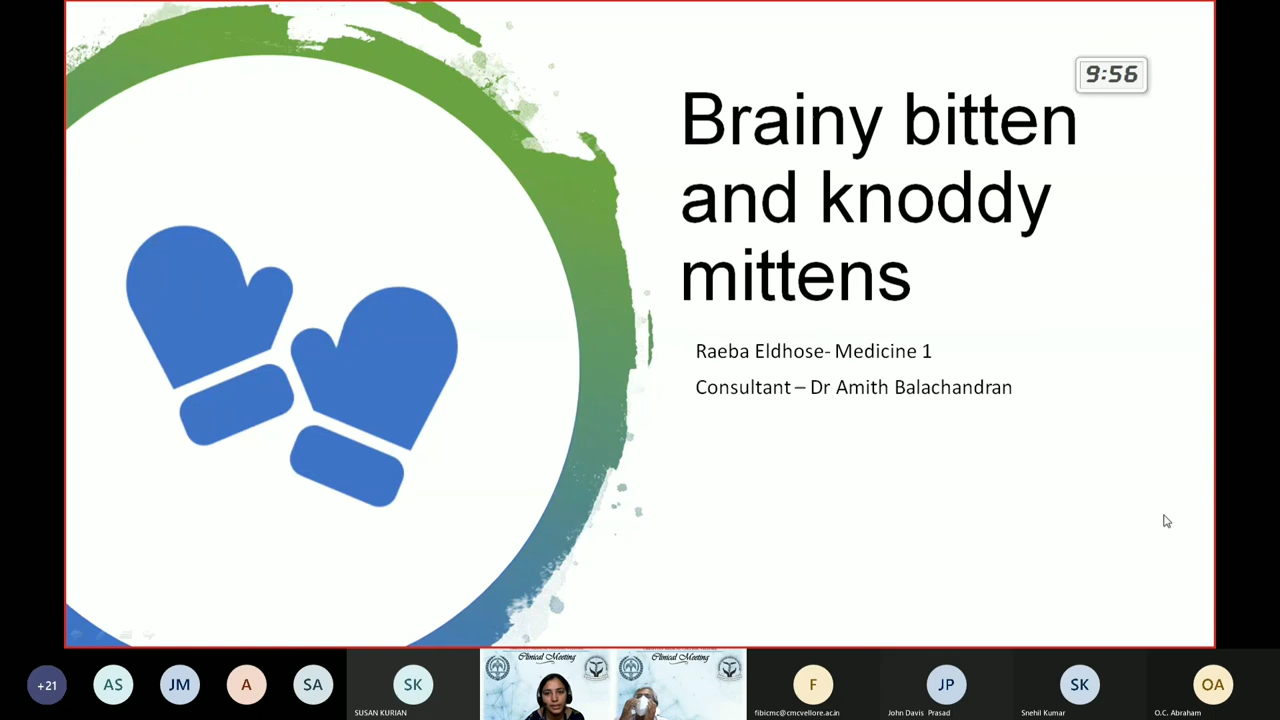 9:56
Brainy bitten
and knoddy
mittens
Raeba Eldhose- Medicine 1
Consultant – Dr Amith Balachandran
+21
AS
JM
A
SA
SK
SUSAN KURIAN
Clinical Meeting
Clinical Meeting
F
fibicmc@cmcvellore.ac.in
JP
John Davis Prasad
SK
Snehil Kumar
OA
O.C. Abraham